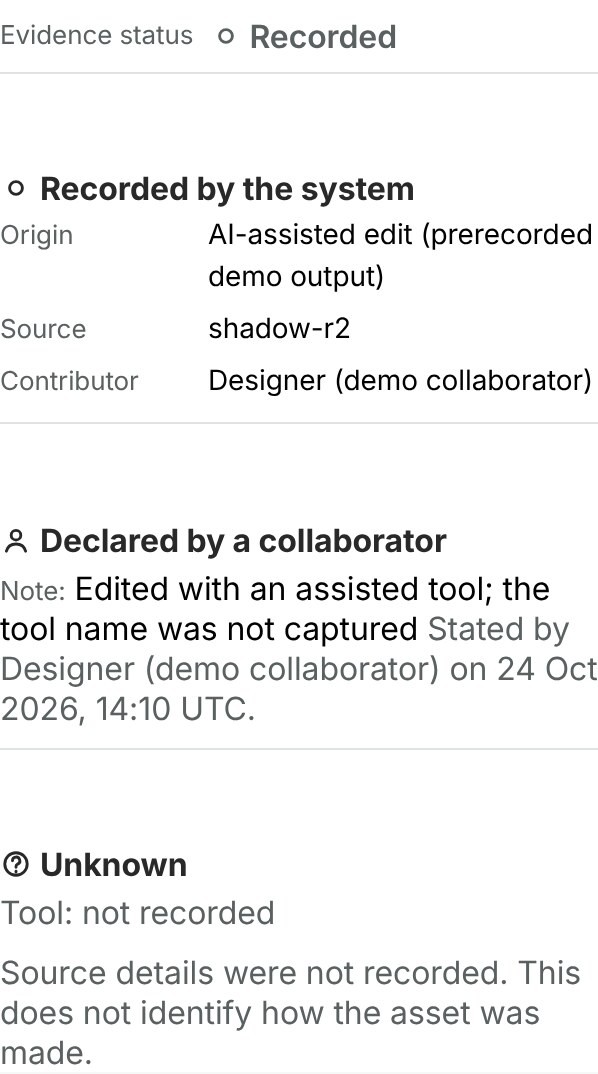 Evidence status Recorded
Recorded by the system
Origin AI-assisted edit (prerecorded
demo output)
Source shadow-r2
Contributor Designer (demo collaborator)
Declared by a collaborator
Note: Edited with an assisted tool; the
tool name was not captured Stated by
Designer (demo collaborator) on 24 Oct
2026, 14:10 UTC.
Unknown
Tool: not recorded
Source details were not recorded. This
does not identify how the asset was
made.